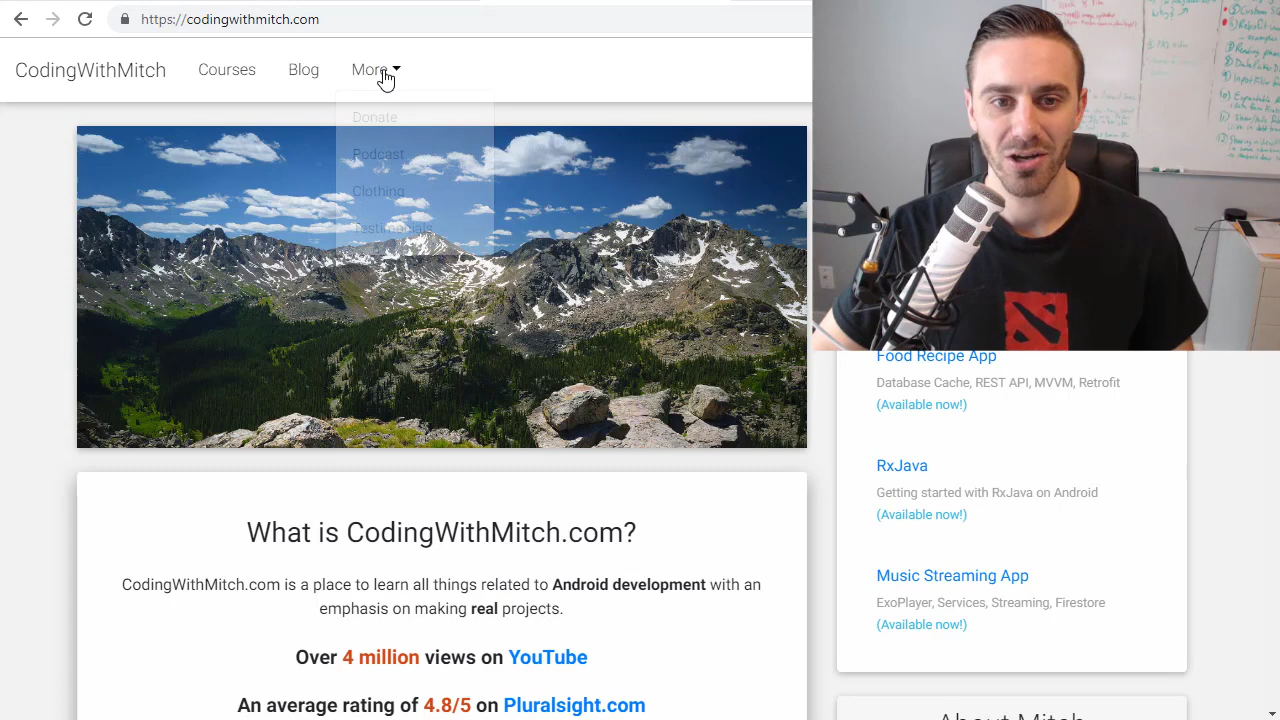 https://codingwithmitch.com
CodingWithMitch
Courses
Blog
More
Donate
Podcast
Clothing
Testimonials
Food Recipe App
Database Cache, REST API, MVVM, Retrofit
(Available now!)
RxJava
Getting started with RxJava on Android
(Available now!)
Music Streaming App
ExoPlayer, Services, Streaming, Firestore
(Available now!)
What is CodingWithMitch.com?
CodingWithMitch.com is a place to learn all things related to Android development with an
emphasis on making real projects.
Over 4 million views on YouTube
An average rating of 4.8/5 on Pluralsight.com
About Mitch